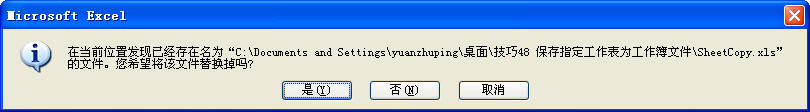 Microsoft Excel
在当前位置发现已经存在名为“C:\Documents and Settings\yuanzhuping\桌面\技巧48 保存指定工作表为工作簿文件\SheetCopy.xls”
的文件。您希望将该文件替换掉吗?
是(Y) 否(N) 取消